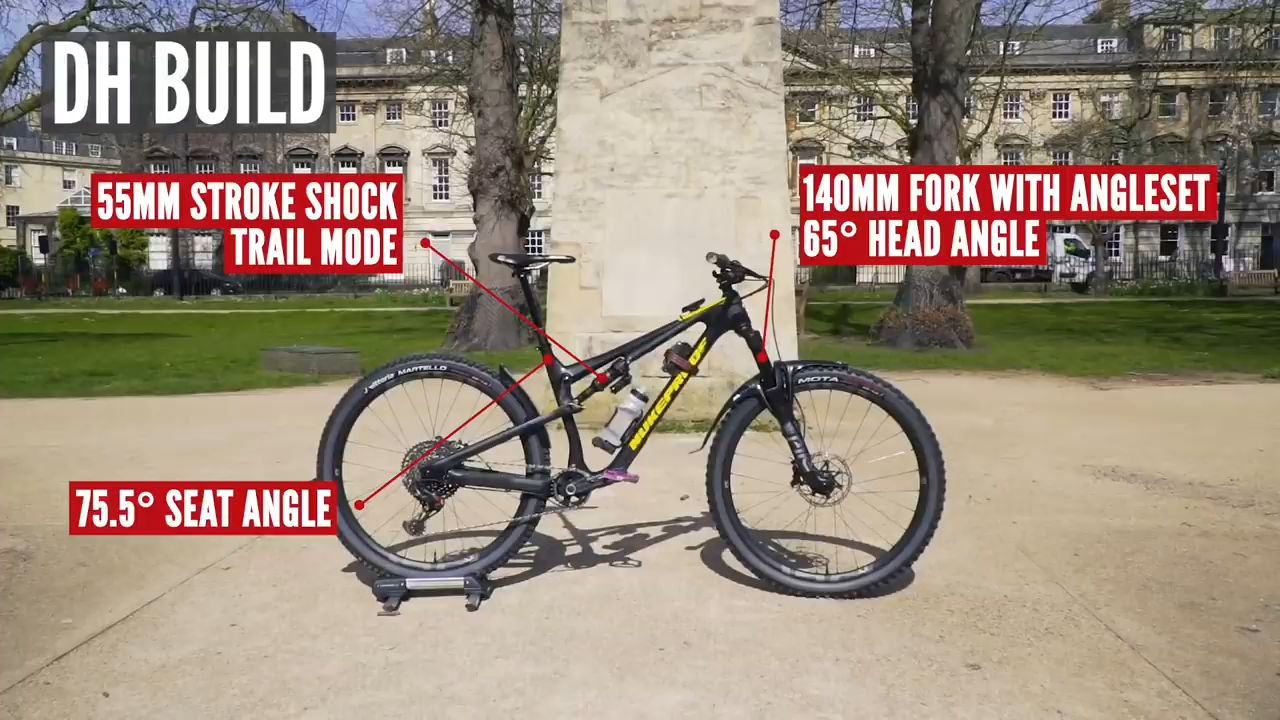 DH BUILD
55MM STROKE SHOCK
TRAIL MODE
140MM FORK WITH ANGLESET
65° HEAD ANGLE
75.5° SEAT ANGLE
vittoria MARTELLO
MOTA
NUKEPROOF